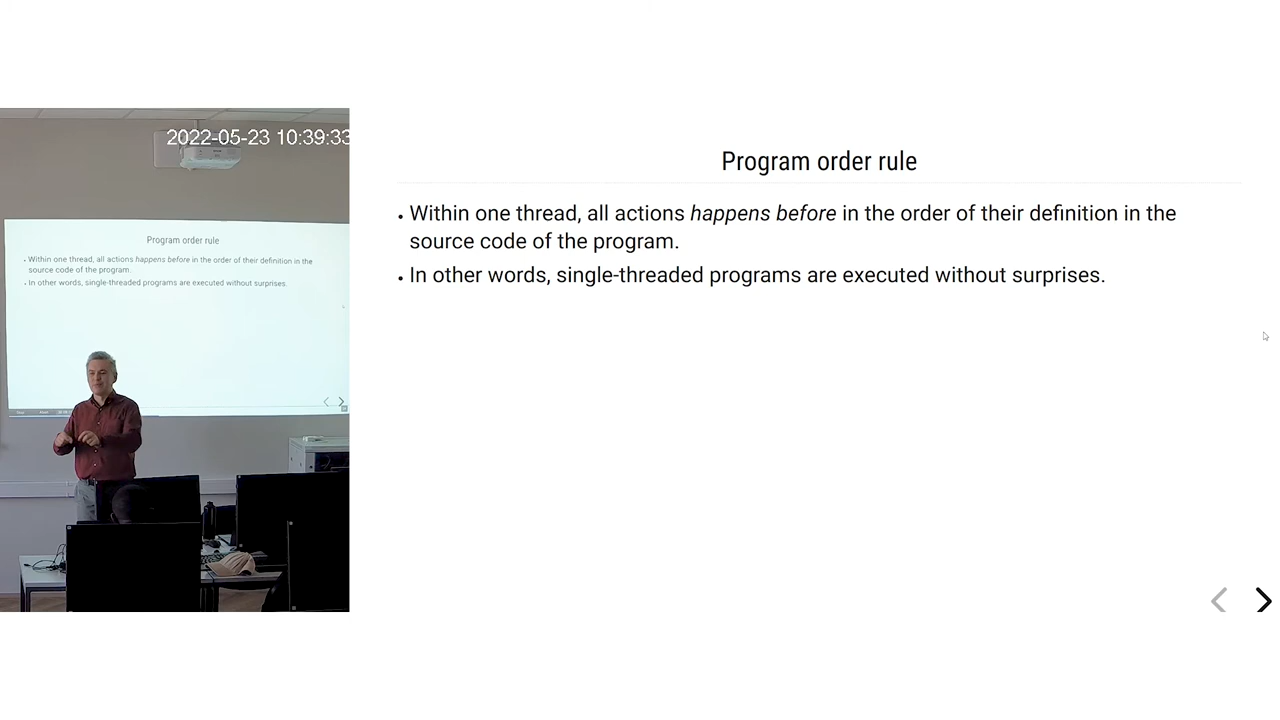 2022-05-23 10:39:33
Program order rule
• Within one thread, all actions happens before in the order of their definition in the
source code of the program.
• In other words, single-threaded programs are executed without surprises.
Program order rule
• Within one thread, all actions happens before in the order of their definition in the
source code of the program.
• In other words, single-threaded programs are executed without surprises.